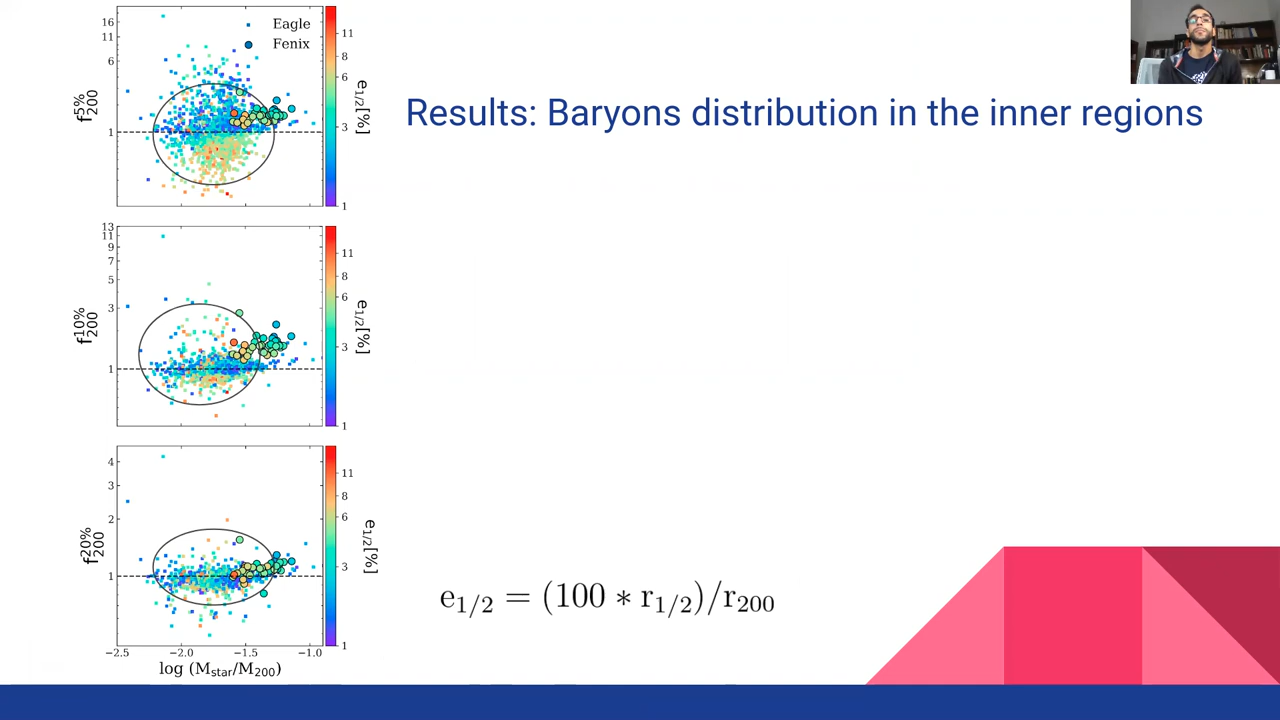 Results: Baryons distribution in the inner regions
Eagle
Fenix
16
11
6
1
f^{5%}_{200}
11
8
6
3
1
e_{1/2}[%]
13
11
9
7
5
3
1
f^{10%}_{200}
11
8
6
3
1
e_{1/2}[%]
4
3
2
1
f^{20%}_{200}
11
8
6
3
1
e_{1/2}[%]
−2.5 −2.0 −1.5 −1.0
log (M_{star}/M_{200})
e_{1/2} = (100 ∗ r_{1/2})/r_{200}